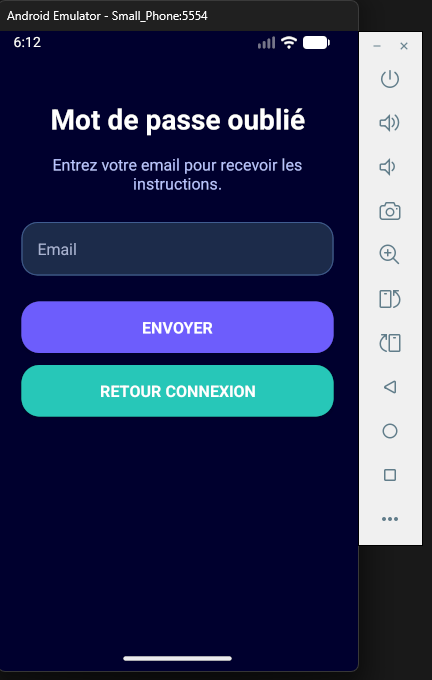 Android Emulator - Small_Phone:5554
6:12
Mot de passe oublié
Entrez votre email pour recevoir les
instructions.
Email
ENVOYER
RETOUR CONNEXION